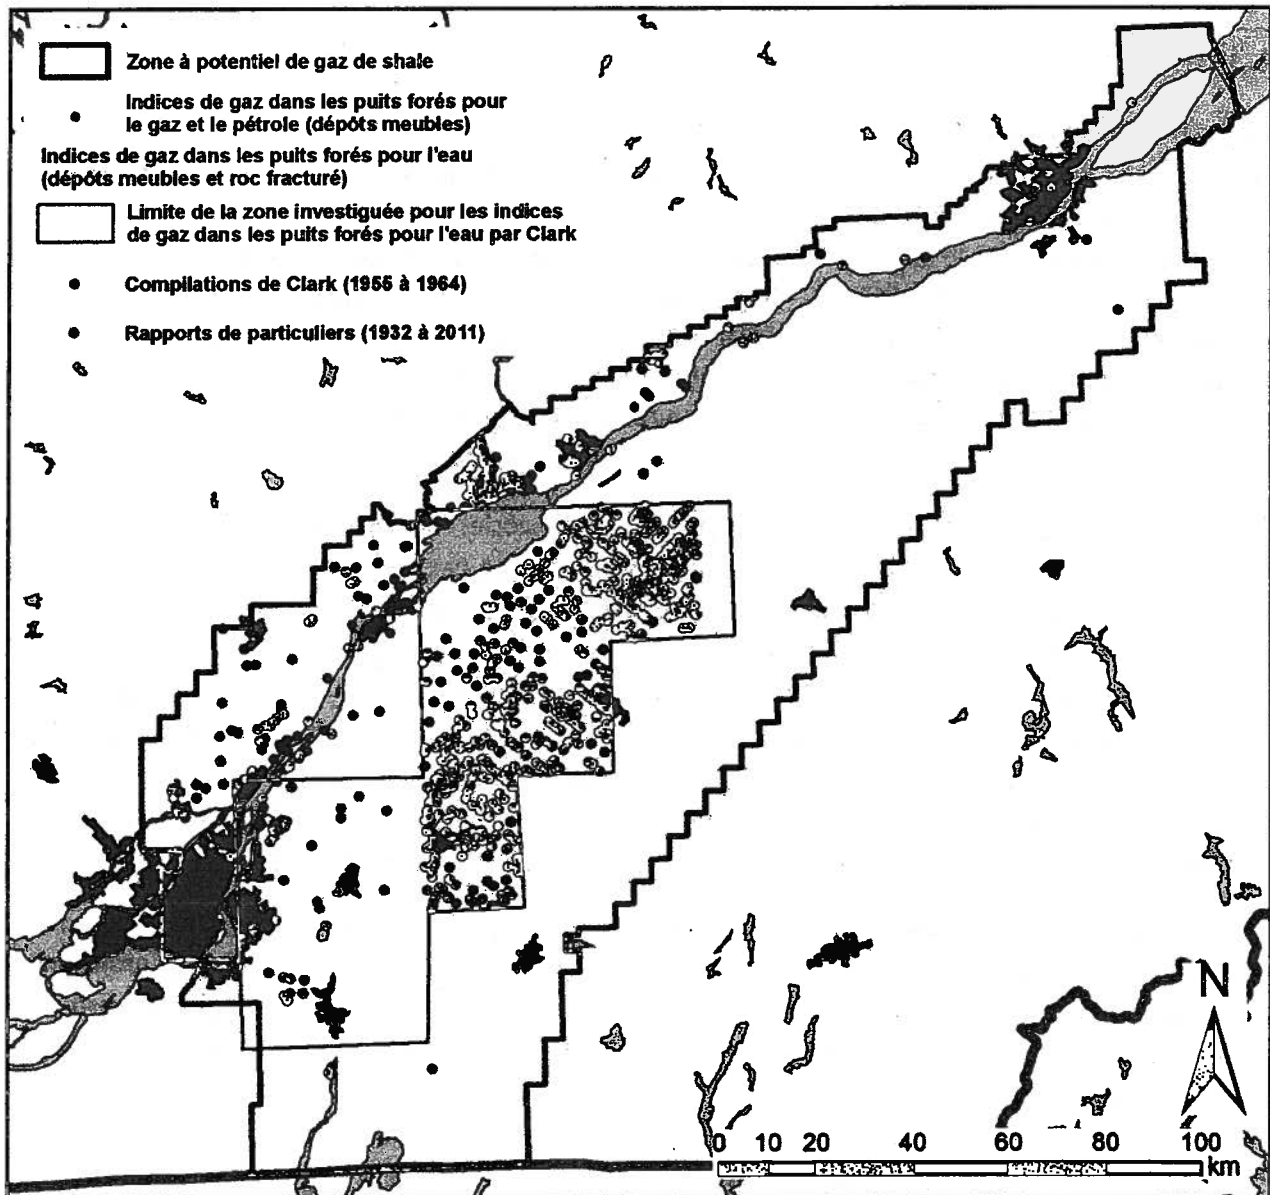 Zone à potentiel de gaz de shale
Indices de gaz dans les puits forés pour
le gaz et le pétrole (dépôts meubles)
Indices de gaz dans les puits forés pour l'eau
(dépôts meubles et roc fracturé)
Limite de la zone investiguée pour les indices
de gaz dans les puits forés pour l'eau par Clark
Compilations de Clark (1955 à 1964)
Rapports de particuliers (1932 à 2011)
N
0 10 20 40 60 80 100
km